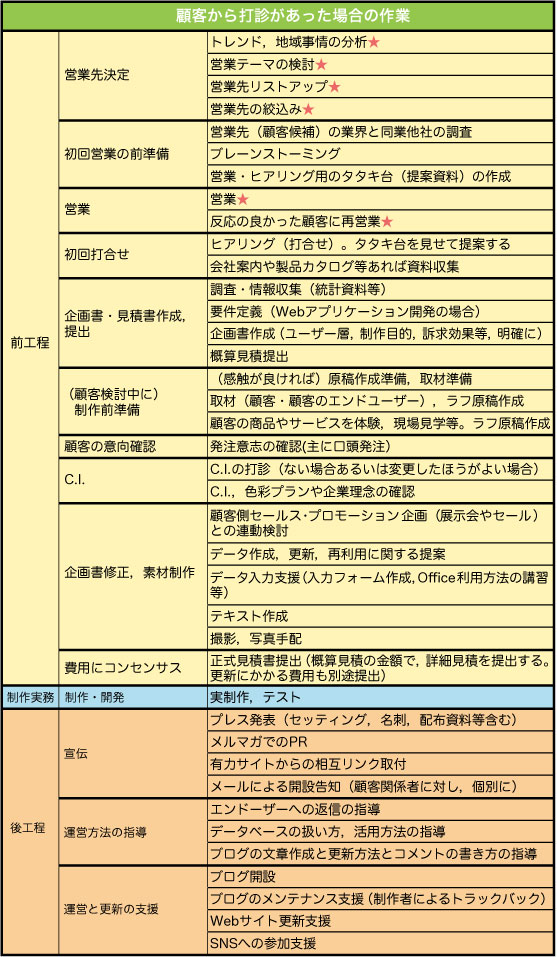 顧客から打診があった場合の作業
前工程
営業先決定
トレンド，地域事情の分析★
営業テーマの検討★
営業先リストアップ★
営業先の絞込み★
初回営業の前準備
営業先（顧客候補）の業界と同業他社の調査
ブレーンストーミング
営業・ヒアリング用のタタキ台（提案資料）の作成
営業
営業★
反応の良かった顧客に再営業★
初回打合せ
ヒアリング（打合せ）。タタキ台を見せて提案する
会社案内や製品カタログ等あれば資料収集
企画書・見積書作成，
提出
調査・情報収集（統計資料等）
要件定義（Webアプリケーション開発の場合）
企画書作成（ユーザー層，制作目的，訴求効果等，明確に）
概算見積提出
（顧客検討中に）
制作前準備
（感触が良ければ）原稿作成準備，取材準備
取材（顧客・顧客のエンドユーザー），ラフ原稿作成
顧客の商品やサービスを体験，現場見学等。ラフ原稿作成
顧客の意向確認
発注意志の確認(主に口頭発注）
C.I.
C.I.の打診（ない場合あるいは変更したほうがよい場合）
C.I.，色彩プランや企業理念の確認
企画書修正，素材制作
顧客側セールス･プロモーション企画（展示会やセール）
との連動検討
データ作成，更新，再利用に関する提案
データ入力支援（入力フォーム作成，Office利用方法の講習
等）
テキスト作成
撮影，写真手配
費用にコンセンサス
正式見積書提出（概算見積の金額で，詳細見積を提出する。
更新にかかる費用も別途提出）
制作実務
制作・開発
実制作，テスト
後工程
宣伝
プレス発表（セッティング，名刺，配布資料等含む）
メルマガでのPR
有力サイトからの相互リンク取付
メールによる開設告知（顧客関係者に対し，個別に）
運営方法の指導
エンドーザーへの返信の指導
データベースの扱い方，活用方法の指導
ブログの文章作成と更新方法とコメントの書き方の指導
運営と更新の支援
ブログ開設
ブログのメンテナンス支援（制作者によるトラックバック）
Webサイト更新支援
SNSへの参加支援